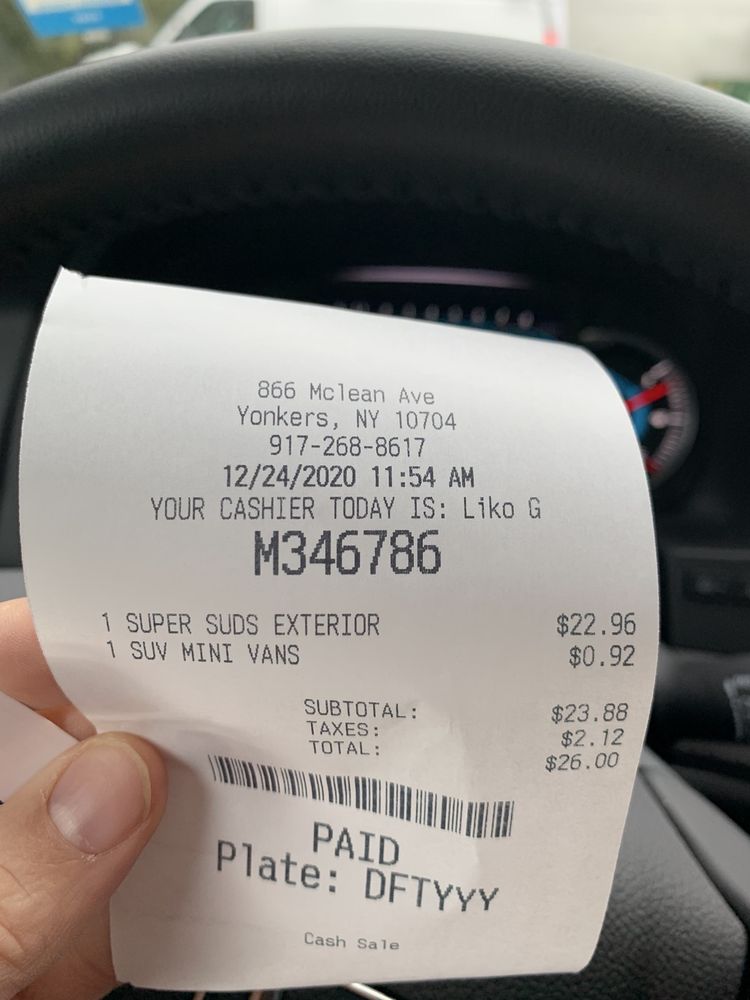 866 Mclean Ave
Yonkers, NY 10704
917-268-8617
12/24/2020 11:54 AM
YOUR CASHIER TODAY IS: Liko G
M346786
1 SUPER SUDS EXTERIOR $22.96
1 SUV MINI VANS $0.92
SUBTOTAL: $23.88
TAXES: $2.12
TOTAL: $26.00
PAID
Plate: DFTYYY
Cash Sale